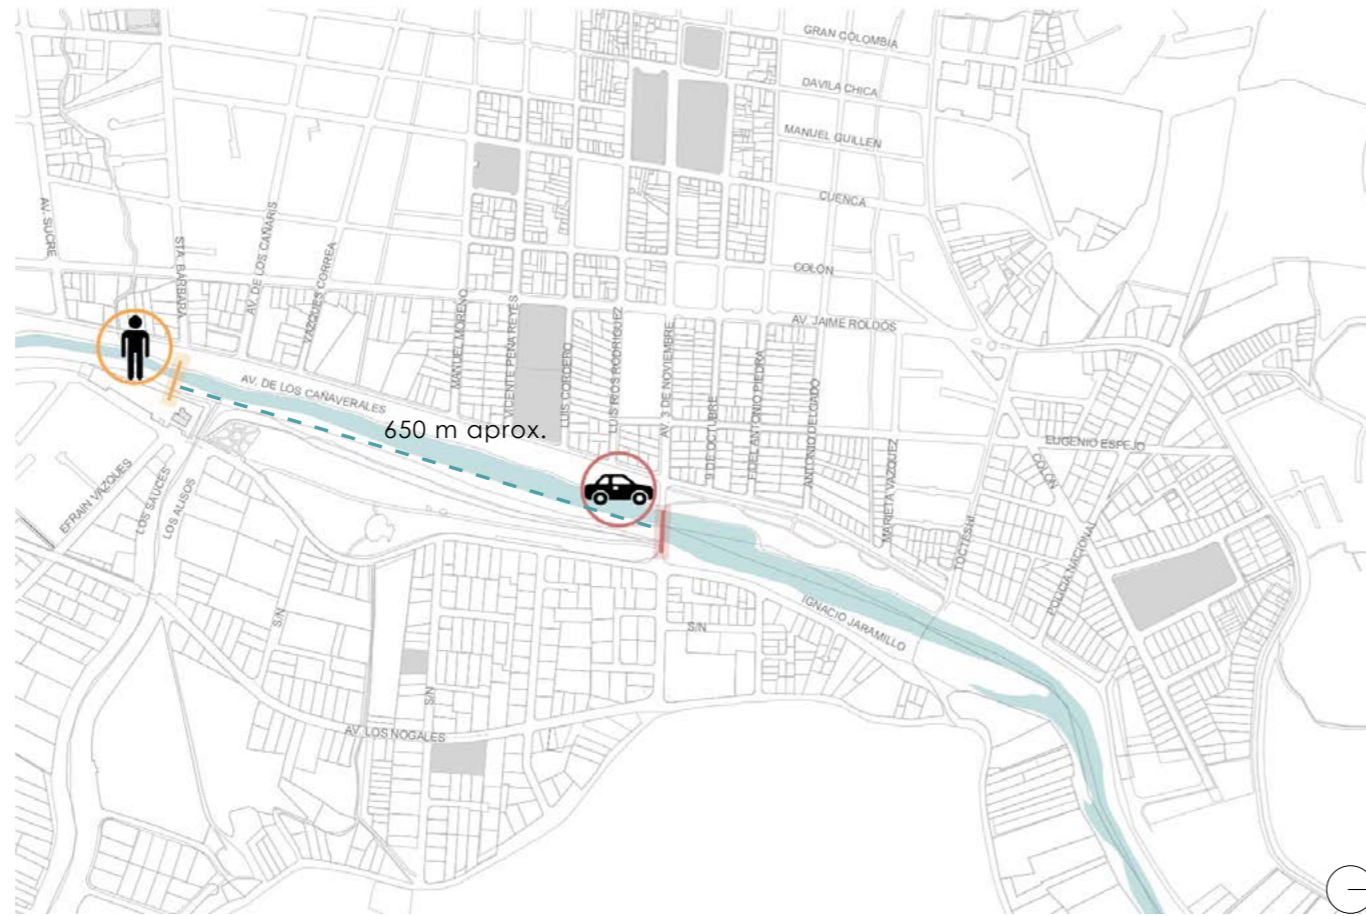 GRAN COLOMBIA
DAVILA CHICA
MANUEL GUILLEN
CUENCA
AV. SUCRE
STA. BARBARA
AV. DE LOS CAÑARIS
VAZQUES CORREA
COLÓN
MANUEL MORENO
VICENTE PEÑA REYES
LUIS CORDERO
LUIS RIOS RODRIGUEZ
AV. 3 DE NOVIEMBRE
AV. JAIME ROLDÓS
AV. DE LOS CAÑAVERALES
650 m aprox.
9 DE OCTUBRE
FIDEL ANTONIO PIEDRA
ANTONIO DELGADO
MARIETA VAZQUEZ
EUGENIO ESPEJO
COLÓN
TOCTESHI
POLICIA NACIONAL
EFRAIN VAZQUES
LOS SAUCES
LOS ALISOS
IGNACIO JARAMILLO
S/N
S/N
S/N
AV. LOS NOGALES